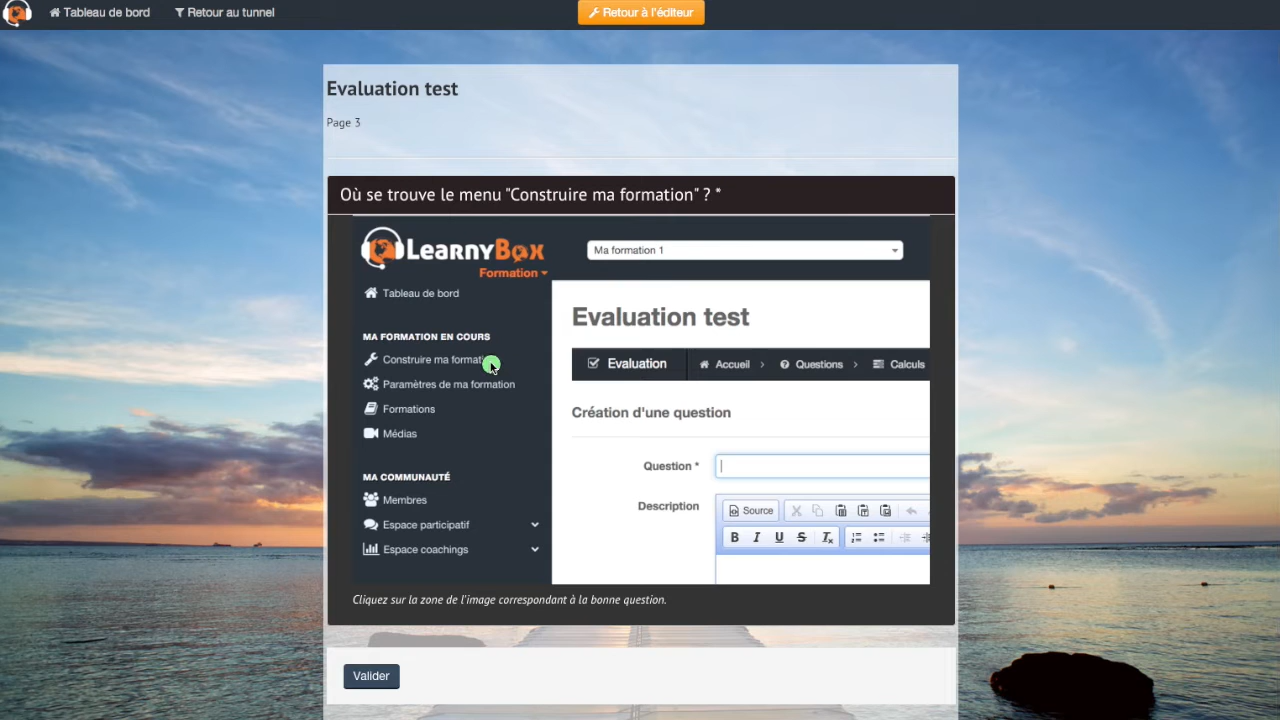 Tableau de bord
Retour au tunnel
Retour à l'éditeur
Evaluation test
Page 3
Où se trouve le menu "Construire ma formation" ? *
LearnyBox
Formation
Ma formation 1
Tableau de bord
MA FORMATION EN COURS
Construire ma formati
Paramètres de ma formation
Formations
Médias
MA COMMUNAUTÉ
Membres
Espace participatif
Espace coachings
Evaluation test
Evaluation
Accueil
Questions
Calculs
Création d'une question
Question *
Description
Source
B I U S Tx
Cliquez sur la zone de l'image correspondant à la bonne question.
Valider